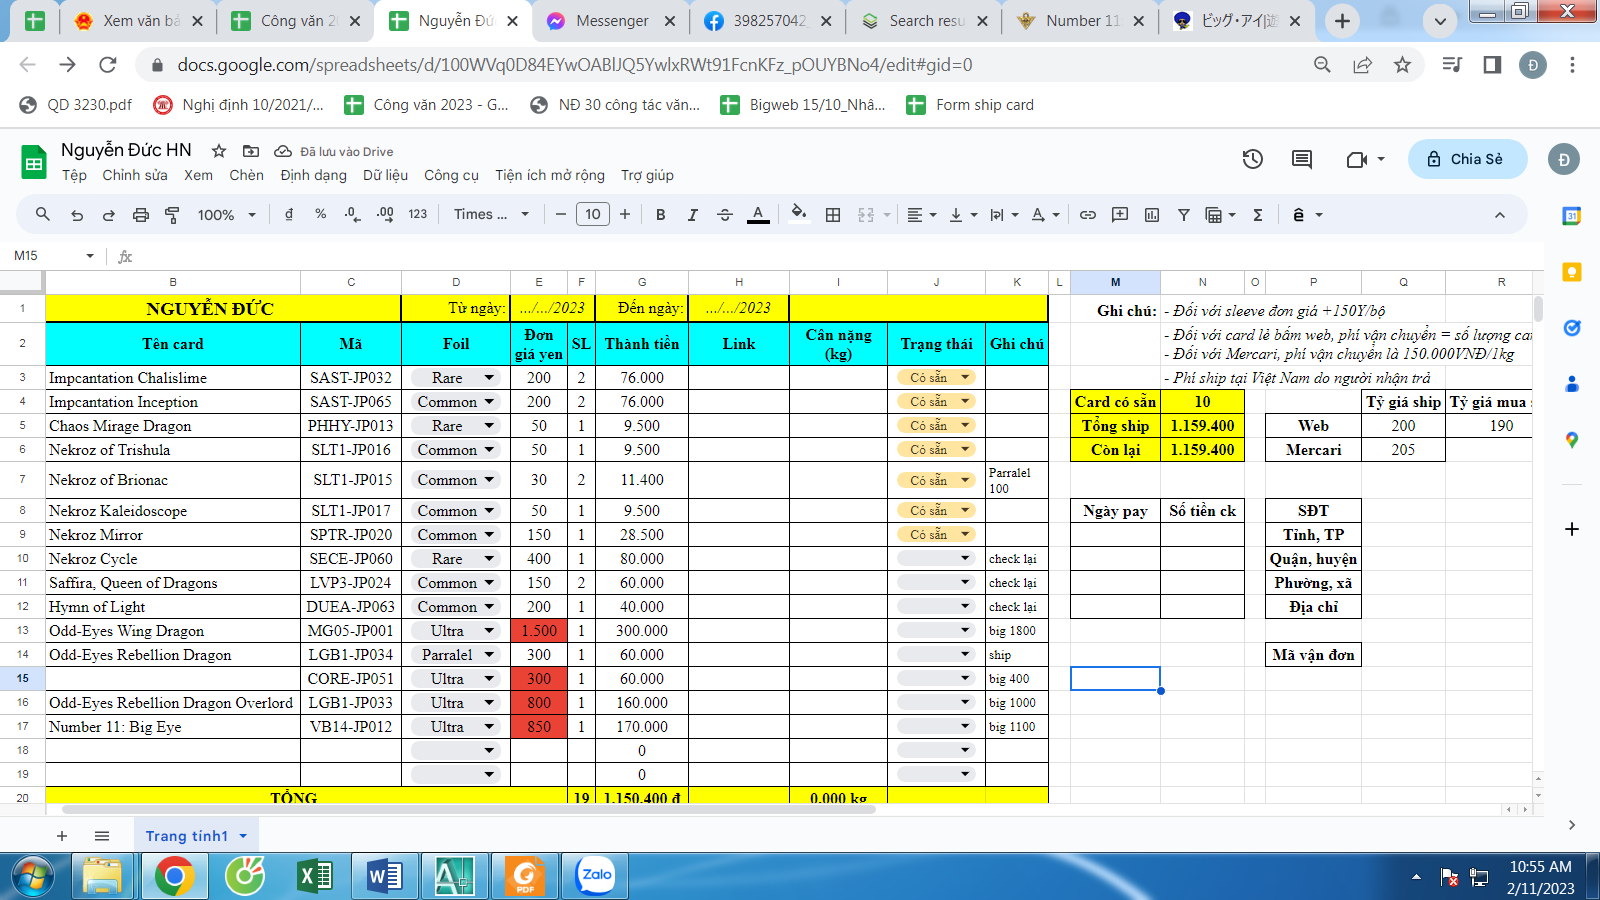 Xem văn bả
Công văn 2
Nguyễn Đứ
Messenger
398257042_
Search resu
Number 11
ビッグ・アイ|遊
docs.google.com/spreadsheets/d/100WVq0D84EYwOABlJQ5YwlxRWt91FcnKFz_pOUYBNo4/edit#gid=0
Đ
QD 3230.pdf
Nghị định 10/2021/...
Công văn 2023 - G...
NĐ 30 công tác văn...
Bigweb 15/10_Nhâ...
Form ship card
Nguyễn Đức HN
Đã lưu vào Drive
Chia Sẻ
Đ
Tệp Chỉnh sửa Xem Chèn Định dạng Dữ liệu Công cụ Tiện ích mở rộng Trợ giúp
100% đ % .0 .00 123 Times ... 10 B I A
31
M15 fx
B C D E F G H I J K L M N O P Q R
1 NGUYỄN ĐỨC Từ ngày: .../.../2023 Đến ngày: .../.../2023 Ghi chú: - Đối với sleeve đơn giá +150Y/bộ
2 Tên card Mã Foil Đơn giá yen SL Thành tiền Link Cân nặng (kg) Trạng thái Ghi chú - Đối với card lẻ bấm web, phí vận chuyển = số lượng car
- Đối với Mercari, phí vận chuyển là 150.000VNĐ/1kg
3 Impcantation Chalislime SAST-JP032 Rare 200 2 76.000 Có sẵn - Phí ship tại Việt Nam do người nhận trả
4 Impcantation Inception SAST-JP065 Common 200 2 76.000 Có sẵn Card có sẵn 10 Tỷ giá ship Tỷ giá mua
5 Chaos Mirage Dragon PHHY-JP013 Rare 50 1 9.500 Có sẵn Tổng ship 1.159.400 Web 200 190
6 Nekroz of Trishula SLT1-JP016 Common 50 1 9.500 Có sẵn Còn lại 1.159.400 Mercari 205
7 Nekroz of Brionac SLT1-JP015 Common 30 2 11.400 Có sẵn Parralel 100
8 Nekroz Kaleidoscope SLT1-JP017 Common 50 1 9.500 Có sẵn Ngày pay Số tiền ck SĐT
9 Nekroz Mirror SPTR-JP020 Common 150 1 28.500 Có sẵn Tỉnh, TP
10 Nekroz Cycle SECE-JP060 Rare 400 1 80.000 check lại Quận, huyện
11 Saffira, Queen of Dragons LVP3-JP024 Common 150 2 60.000 check lại Phường, xã
12 Hymn of Light DUEA-JP063 Common 200 1 40.000 check lại Địa chỉ
13 Odd-Eyes Wing Dragon MG05-JP001 Ultra 1.500 1 300.000 big 1800
14 Odd-Eyes Rebellion Dragon LGB1-JP034 Parralel 300 1 60.000 ship Mã vận đơn
15 CORE-JP051 Ultra 300 1 60.000 big 400
16 Odd-Eyes Rebellion Dragon Overlord LGB1-JP033 Ultra 800 1 160.000 big 1000
17 Number 11: Big Eye VB14-JP012 Ultra 850 1 170.000 big 1100
18 0
19 0
20 TỔNG 19 1.150.400 đ 0.000 kg
Trang tính1
PDF
Zalo
10:55 AM
2/11/2023